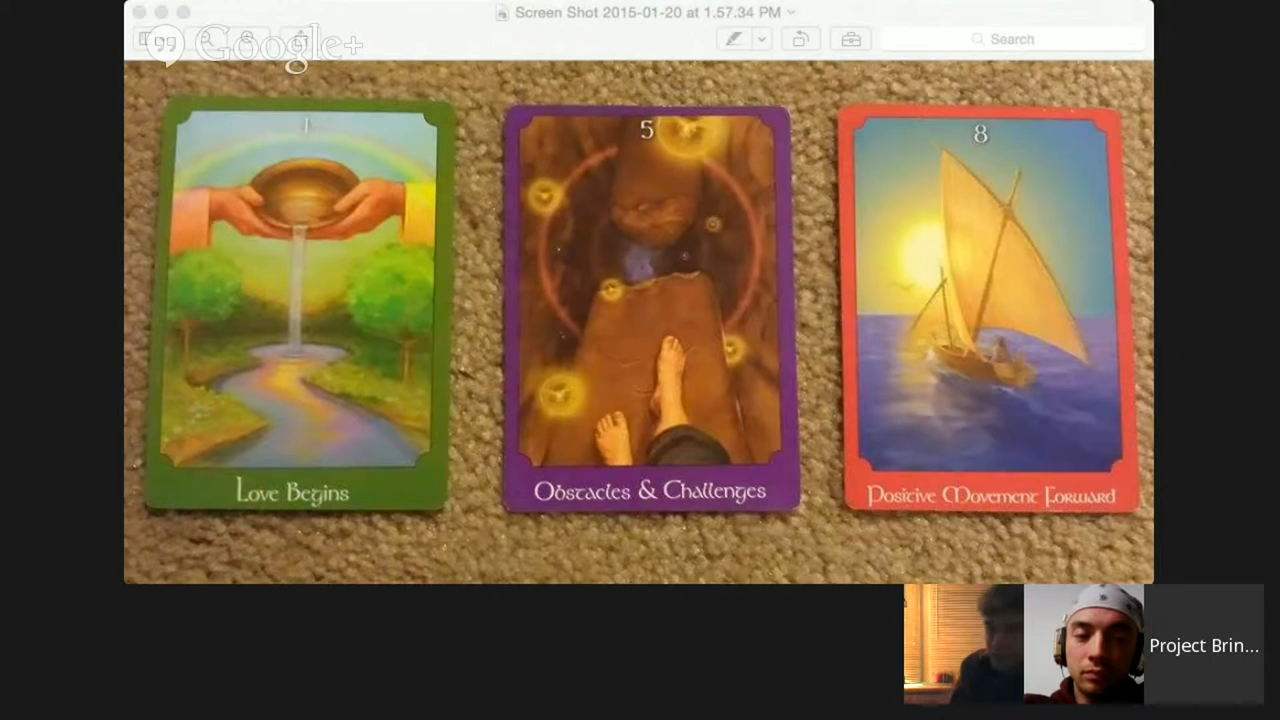 Screen Shot 2015-01-20 at 1.57.34 PM
Google+
Search
1
5
8
Love Begins
Obstacles & Challenges
Positive Movement Forward
Project Brin...